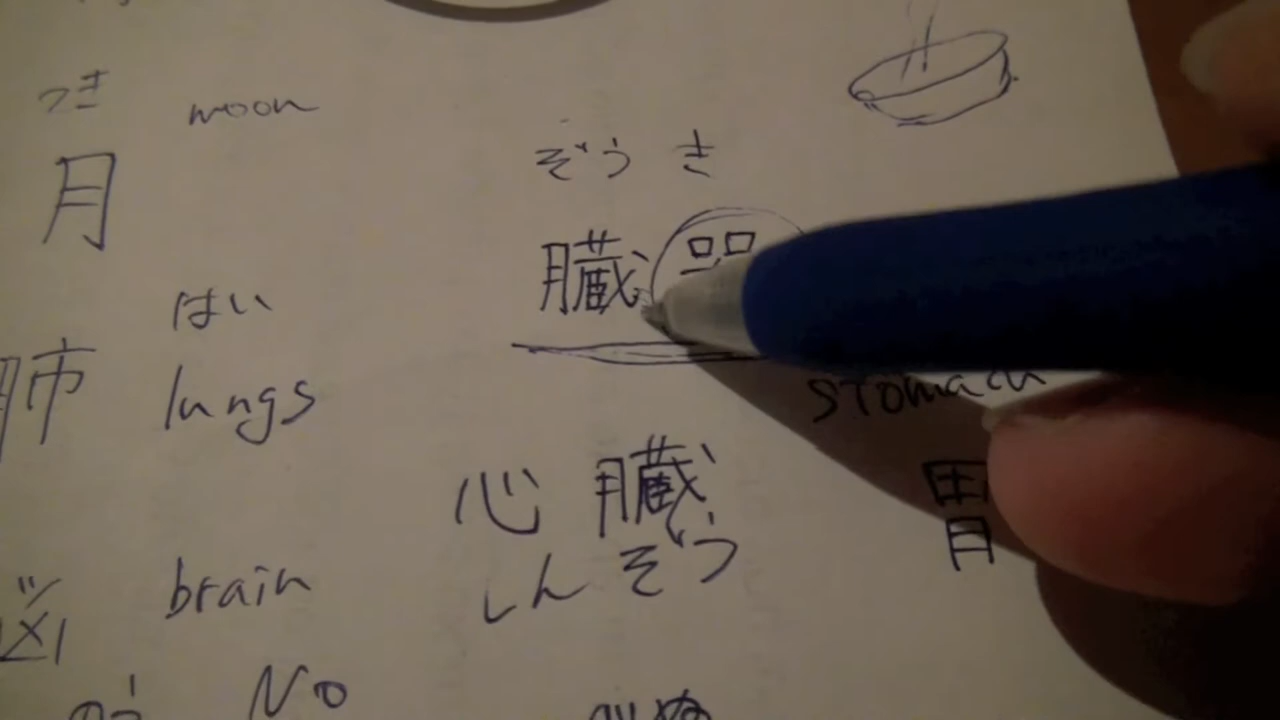 つき
moon
月
ぞうき
臓器
はい
肺
lungs
stomach
胃
心臓
しんぞう
brain
No